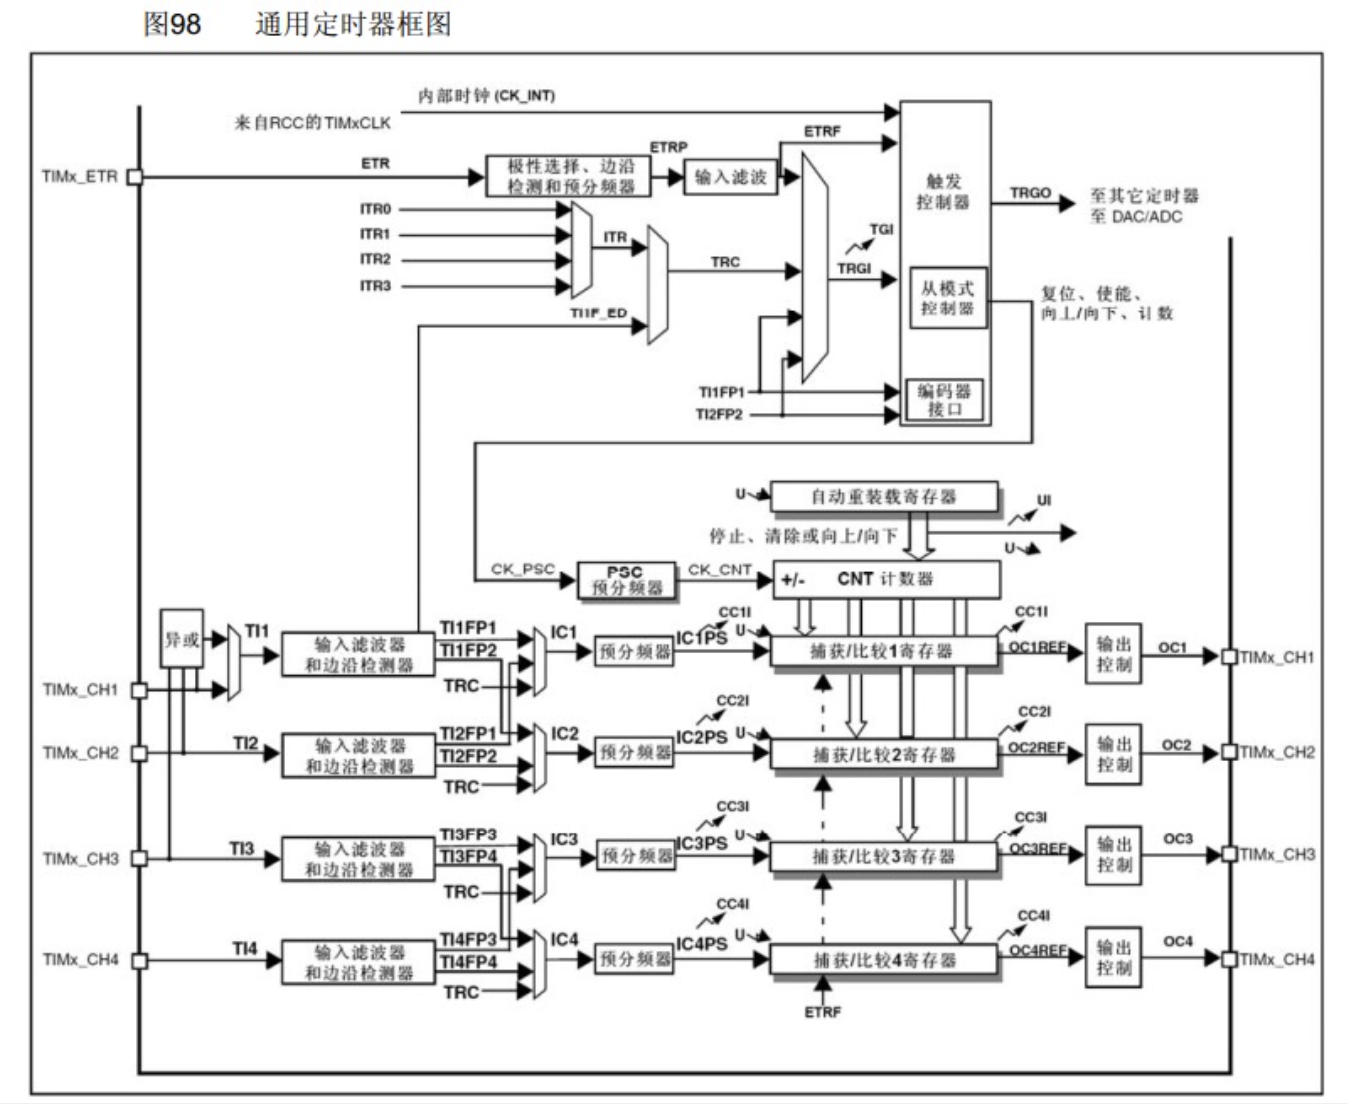 图98 通用定时器框图
内部时钟(CK_INT)
来自RCC的TIMxCLK
ETRF
TIMx_ETR
ETR
极性选择、边沿
检测和预分频器
ETRP
输入滤波
触发
控制器
TRGO
至其它定时器
至 DAC/ADC
ITR0
ITR1
ITR2
ITR3
ITR
TRC
TGI
TRGI
TI1F_ED
从模式
控制器
复位、使能、
向上/向下、计数
TI1FP1
TI2FP2
编码器
接口
U
自动重装载寄存器
UI
停止、清除或向上/向下
U
CK_PSC
PSC
预分频器
CK_CNT
+/-
CNT 计数器
异或
TIMx_CH1
TI1
输入滤波器
和边沿检测器
TI1FP1
TI1FP2
TRC
IC1
预分频器
CC1I
IC1PS
U
捕获/比较1寄存器
CC1I
OC1REF
输出
控制
OC1
TIMx_CH1
TIMx_CH2
TI2
输入滤波器
和边沿检测器
TI2FP1
TI2FP2
TRC
IC2
预分频器
CC2I
IC2PS
U
捕获/比较2寄存器
CC2I
OC2REF
输出
控制
OC2
TIMx_CH2
TIMx_CH3
TI3
输入滤波器
和边沿检测器
TI3FP3
TI3FP4
TRC
IC3
预分频器
CC3I
IC3PS
U
捕获/比较3寄存器
CC3I
OC3REF
输出
控制
OC3
TIMx_CH3
TIMx_CH4
TI4
输入滤波器
和边沿检测器
TI4FP3
TI4FP4
TRC
IC4
预分频器
CC4I
IC4PS
U
捕获/比较4寄存器
CC4I
OC4REF
输出
控制
OC4
TIMx_CH4
ETRF